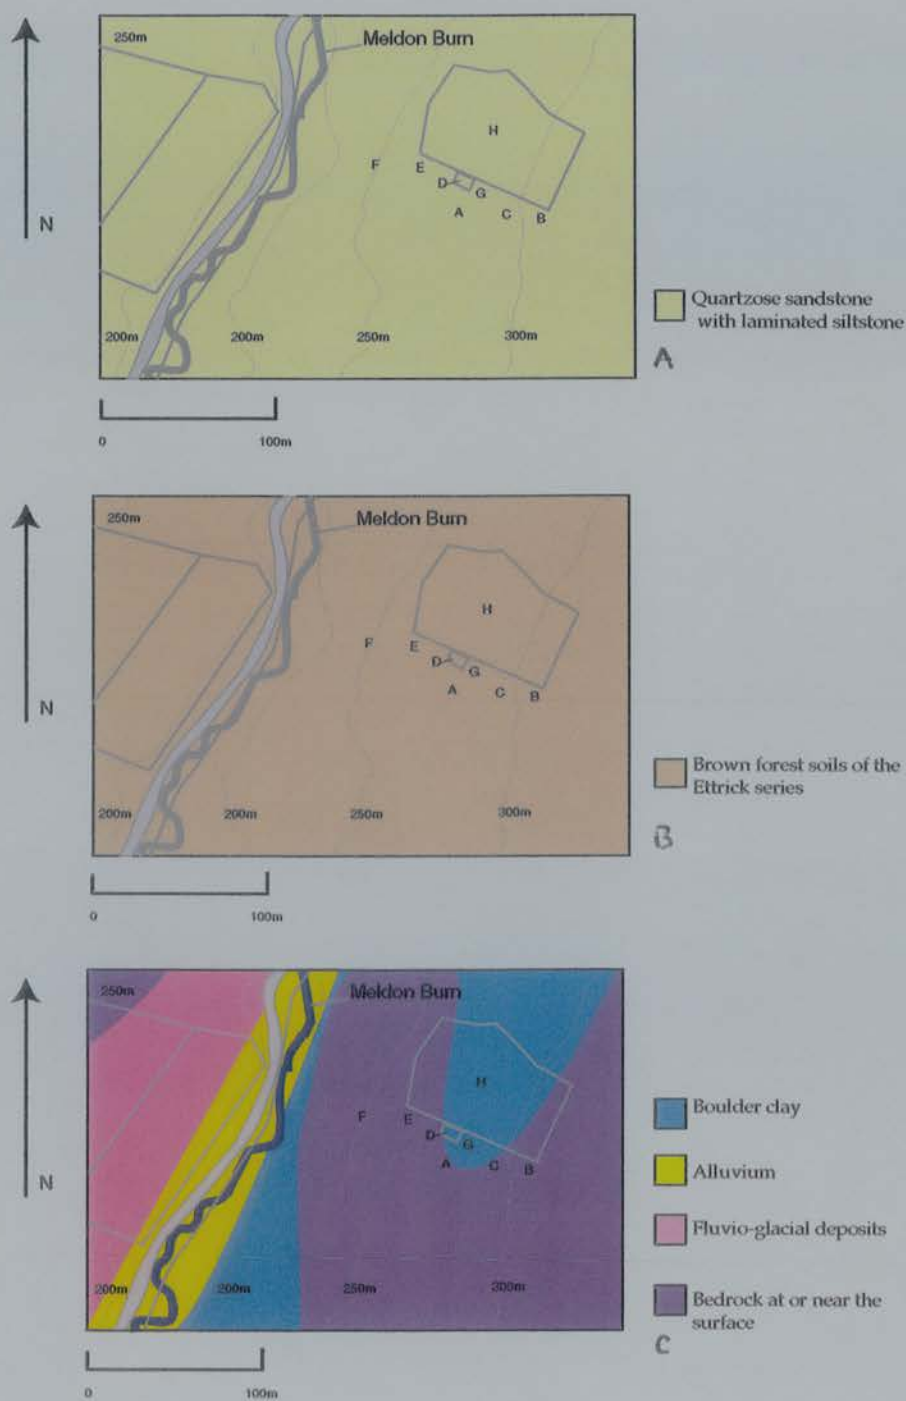 250m
Meldon Burn
H
F
E
D
G
A
C
B
N
200m
200m
250m
300m
Quartzose sandstone
with laminated siltstone
A
0
100m
250m
Meldon Burn
H
F
E
D
G
A
C
B
N
200m
200m
250m
300m
Brown forest soils of the
Ettrick series
B
0
100m
250m
Meldon Burn
H
F
E
D
G
A
C
B
N
200m
200m
250m
300m
Boulder clay
Alluvium
Fluvio-glacial deposits
Bedrock at or near the
surface
C
0
100m